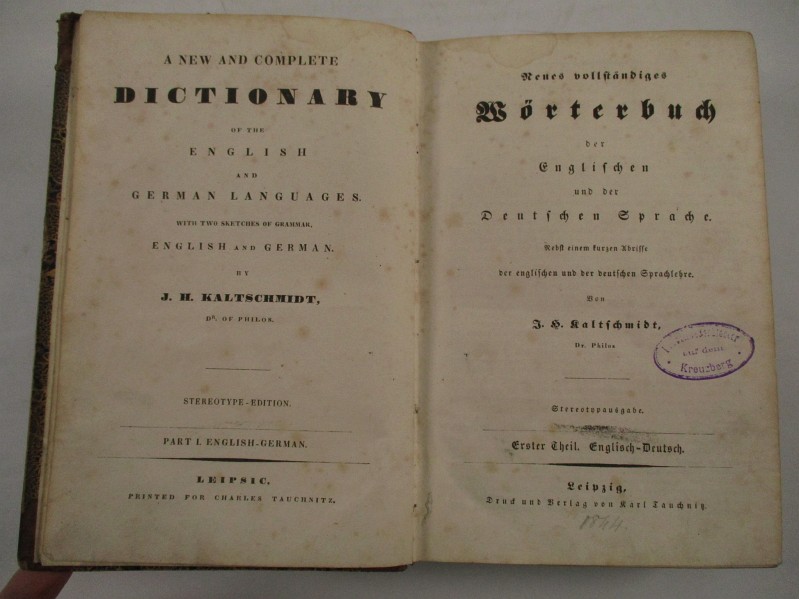 A NEW AND COMPLETE
DICTIONARY
OF THE
ENGLISH
AND
GERMAN LANGUAGES.
WITH TWO SKETCHES OF GRAMMAR,
ENGLISH AND GERMAN.
BY
J. H. KALTSCHMIDT,
DR. OF PHILOS.
STEREOTYPE-EDITION.
PART I. ENGLISH-GERMAN.
LEIPSIC,
PRINTED FOR CHARLES TAUCHNITZ.
Neues vollständiges
Wörterbuch
der
Englischen
und der
Deutschen Sprache.
Nebst einem kurzen Abrisse
der englischen und der deutschen Sprachlehre.
Von
J. H. Kaltschmidt,
Dr. Philos
auf dem
Kreuzberg
Stereotypausgabe.
Erster Theil. Englisch-Deutsch.
Leipzig,
Druck und Verlag von Karl Tauchnitz.
1844.